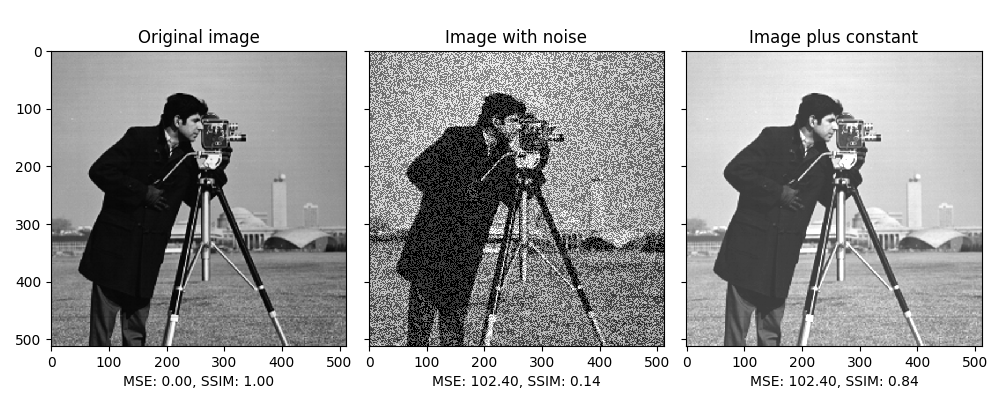 Original image
Image with noise
Image plus constant
0
100
200
300
400
500
0 100 200 300 400 500
0 100 200 300 400 500
0 100 200 300 400 500
MSE: 0.00, SSIM: 1.00
MSE: 102.40, SSIM: 0.14
MSE: 102.40, SSIM: 0.84